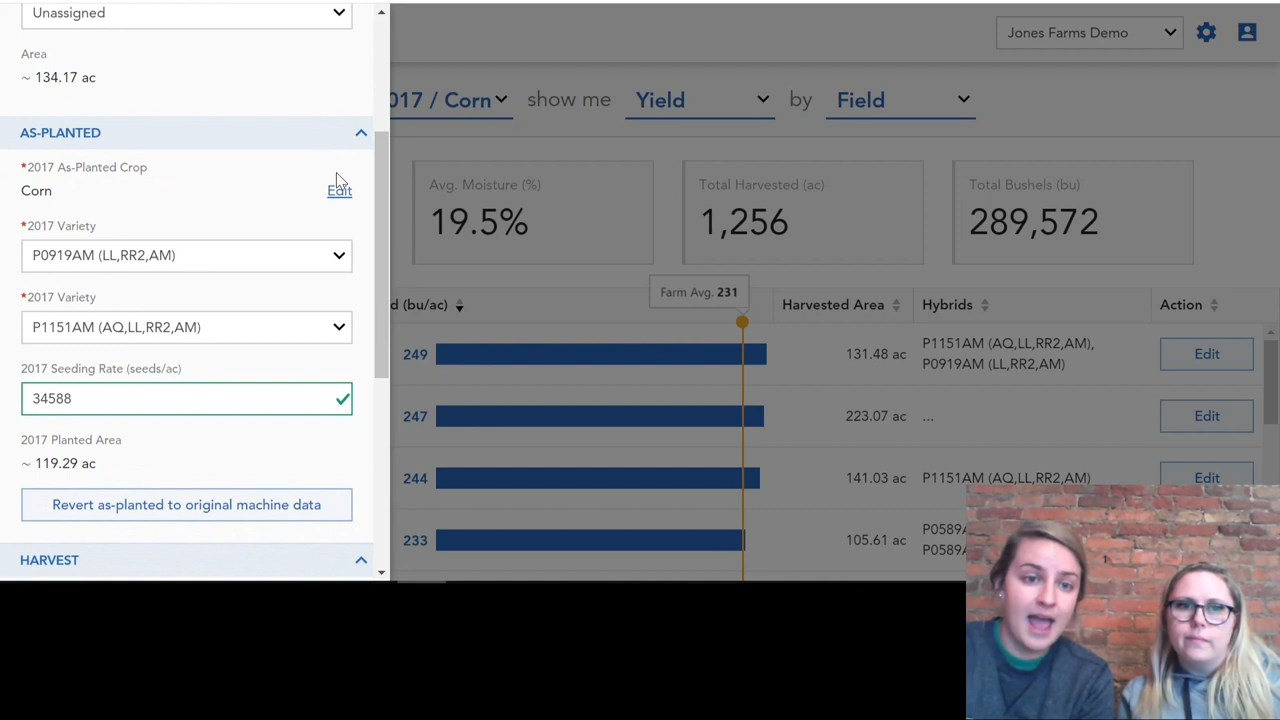 Unassigned
Area
~ 134.17 ac
AS-PLANTED
*2017 As-Planted Crop
Corn
Edit
*2017 Variety
P0919AM (LL,RR2,AM)
*2017 Variety
P1151AM (AQ,LL,RR2,AM)
2017 Seeding Rate (seeds/ac)
34588
2017 Planted Area
~ 119.29 ac
Revert as-planted to original machine data
HARVEST
Jones Farms Demo
017 / Corn show me Yield by Field
Avg. Moisture (%)
19.5%
Total Harvested (ac)
1,256
Total Bushels (bu)
289,572
Farm Avg. 231
d (bu/ac) Harvested Area Hybrids Action
249 131.48 ac P1151AM (AQ,LL,RR2,AM),
P0919AM (LL,RR2,AM) Edit
247 223.07 ac ... Edit
244 141.03 ac P1151AM (AQ,LL,RR2,AM) Edit
233 105.61 ac P0589A
P0589A